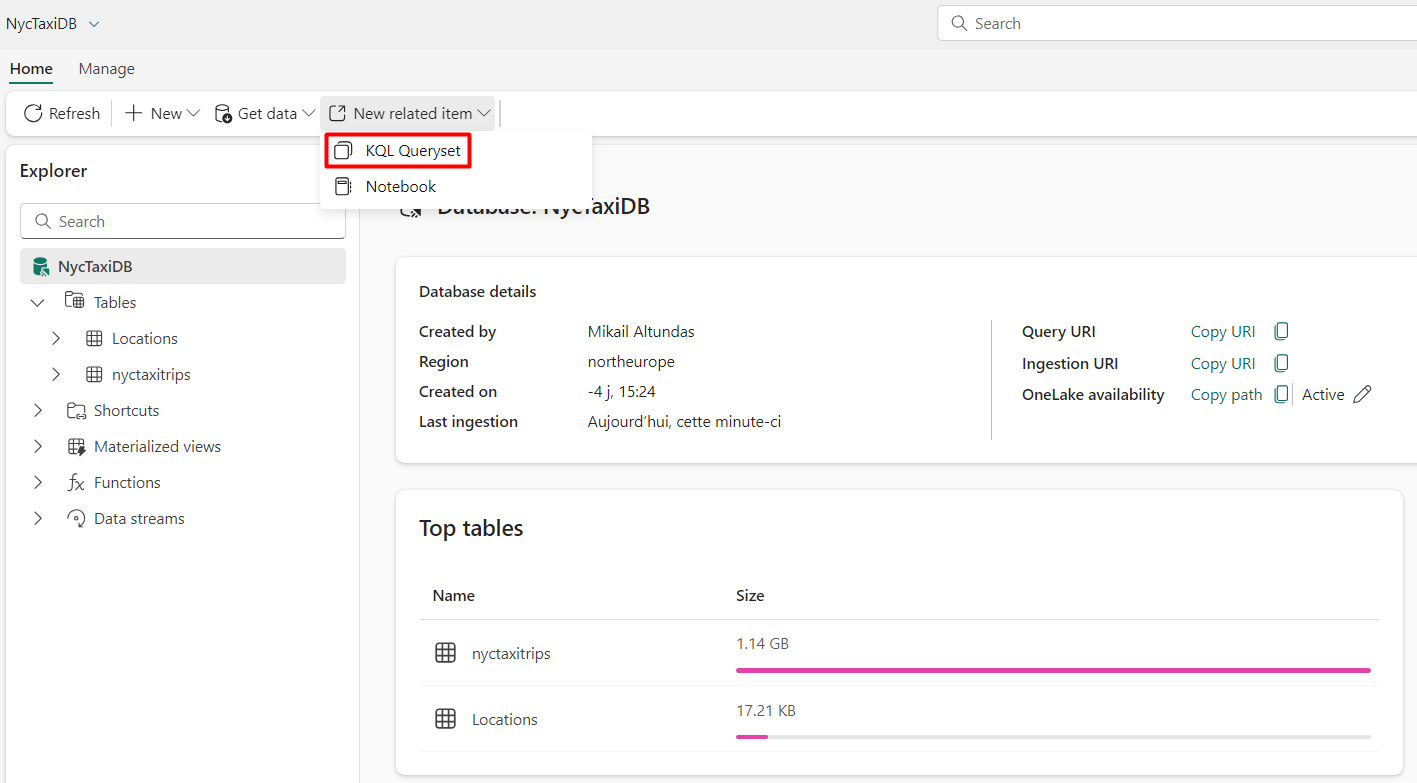 NycTaxiDB
Search
Home Manage
Refresh New Get data New related item
KQL Queryset
Notebook
Explorer
Search
NycTaxiDB
Tables
Locations
nyctaxitrips
Shortcuts
Materialized views
Functions
Data streams
Database: NycTaxiDB
Database details
Created by Mikail Altundas
Region northeurope
Created on -4 j, 15:24
Last ingestion Aujourd’hui, cette minute-ci
Query URI Copy URI
Ingestion URI Copy URI
OneLake availability Copy path Active
Top tables
Name Size
nyctaxitrips 1.14 GB
Locations 17.21 KB